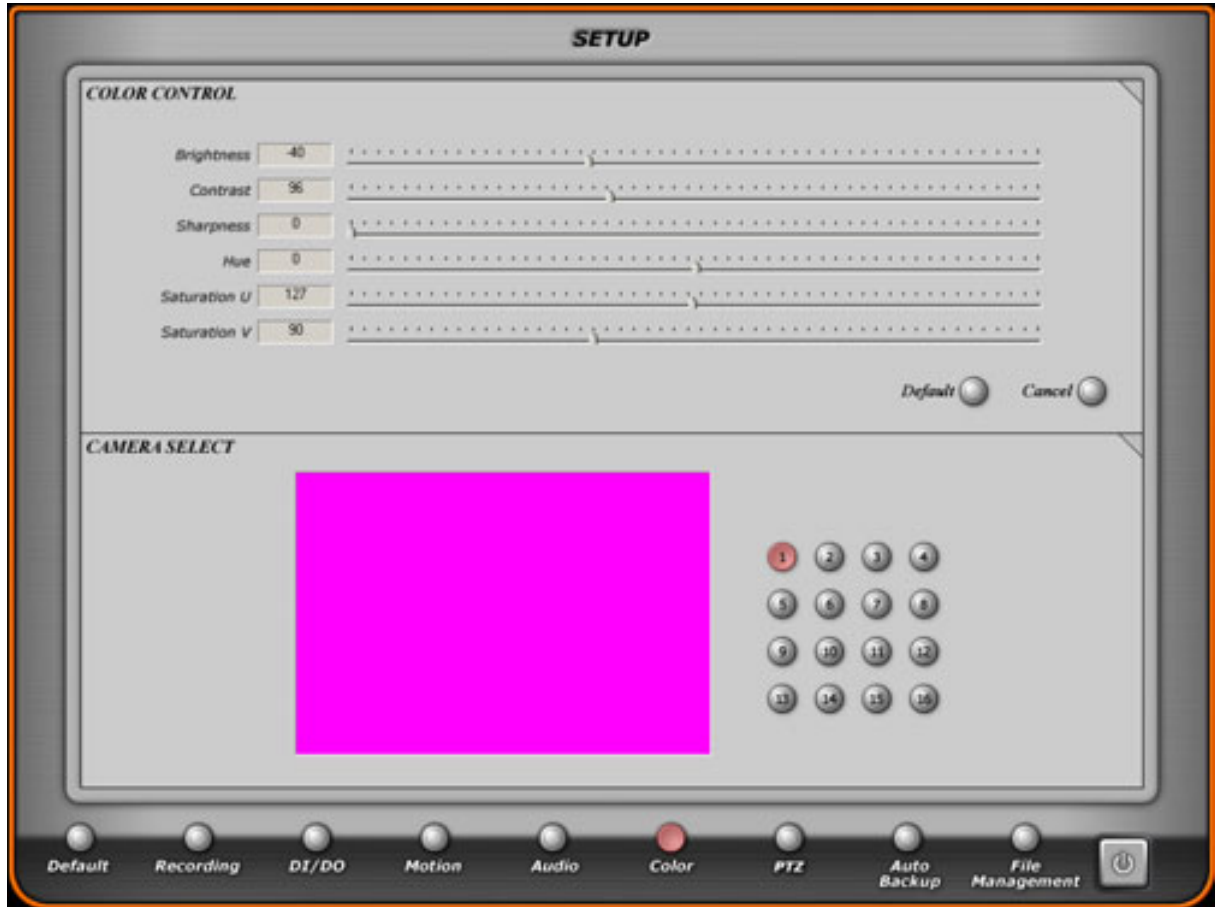 SETUP
COLOR CONTROL
Brightness -40
Contrast 96
Sharpness 0
Hue 0
Saturation U 127
Saturation V 90
Default Cancel
CAMERA SELECT
1 2 3 4
5 6 7 8
9 10 11 12
13 14 15 16
Default Recording DI/DO Motion Audio Color PTZ Auto Backup File Management